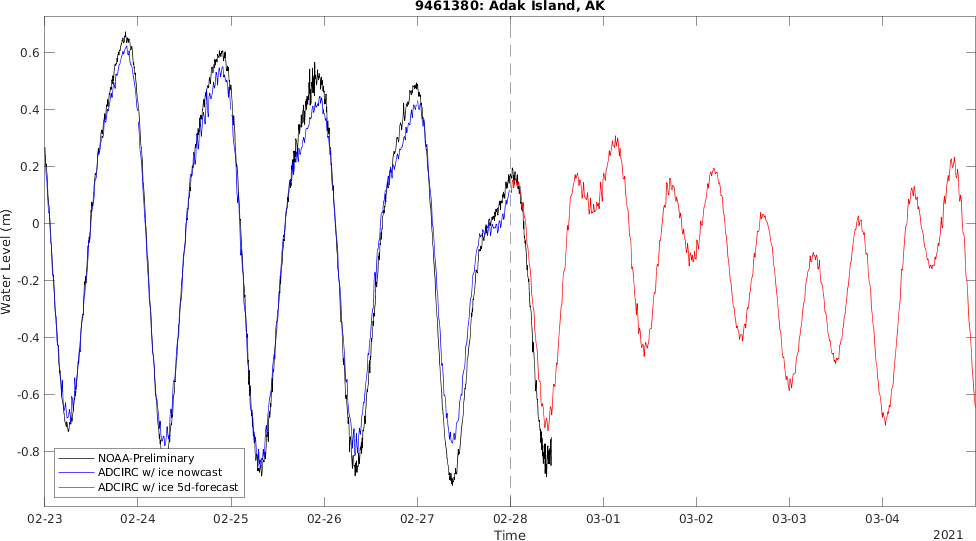 9461380: Adak Island, AK
Water Level (m)
0.6
0.4
0.2
0
-0.2
-0.4
-0.6
-0.8
NOAA-Preliminary
ADCIRC w/ ice nowcast
ADCIRC w/ ice 5d-forecast
02-23 02-24 02-25 02-26 02-27 02-28 03-01 03-02 03-03 03-04
Time
2021